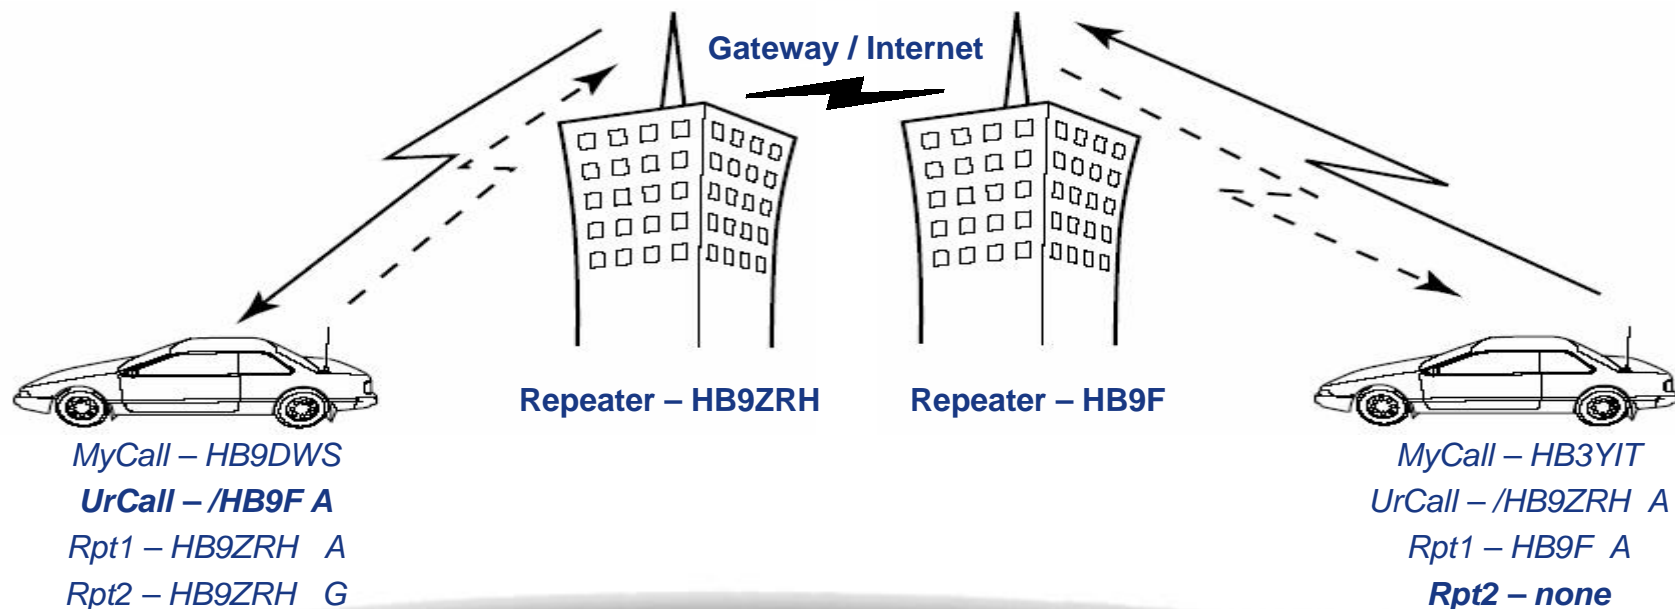 Gateway / Internet
Repeater – HB9ZRH
Repeater – HB9F
MyCall – HB9DWS
UrCall – /HB9F A
Rpt1 – HB9ZRH A
Rpt2 – HB9ZRH G
MyCall – HB3YIT
UrCall – /HB9ZRH A
Rpt1 – HB9F A
Rpt2 – none